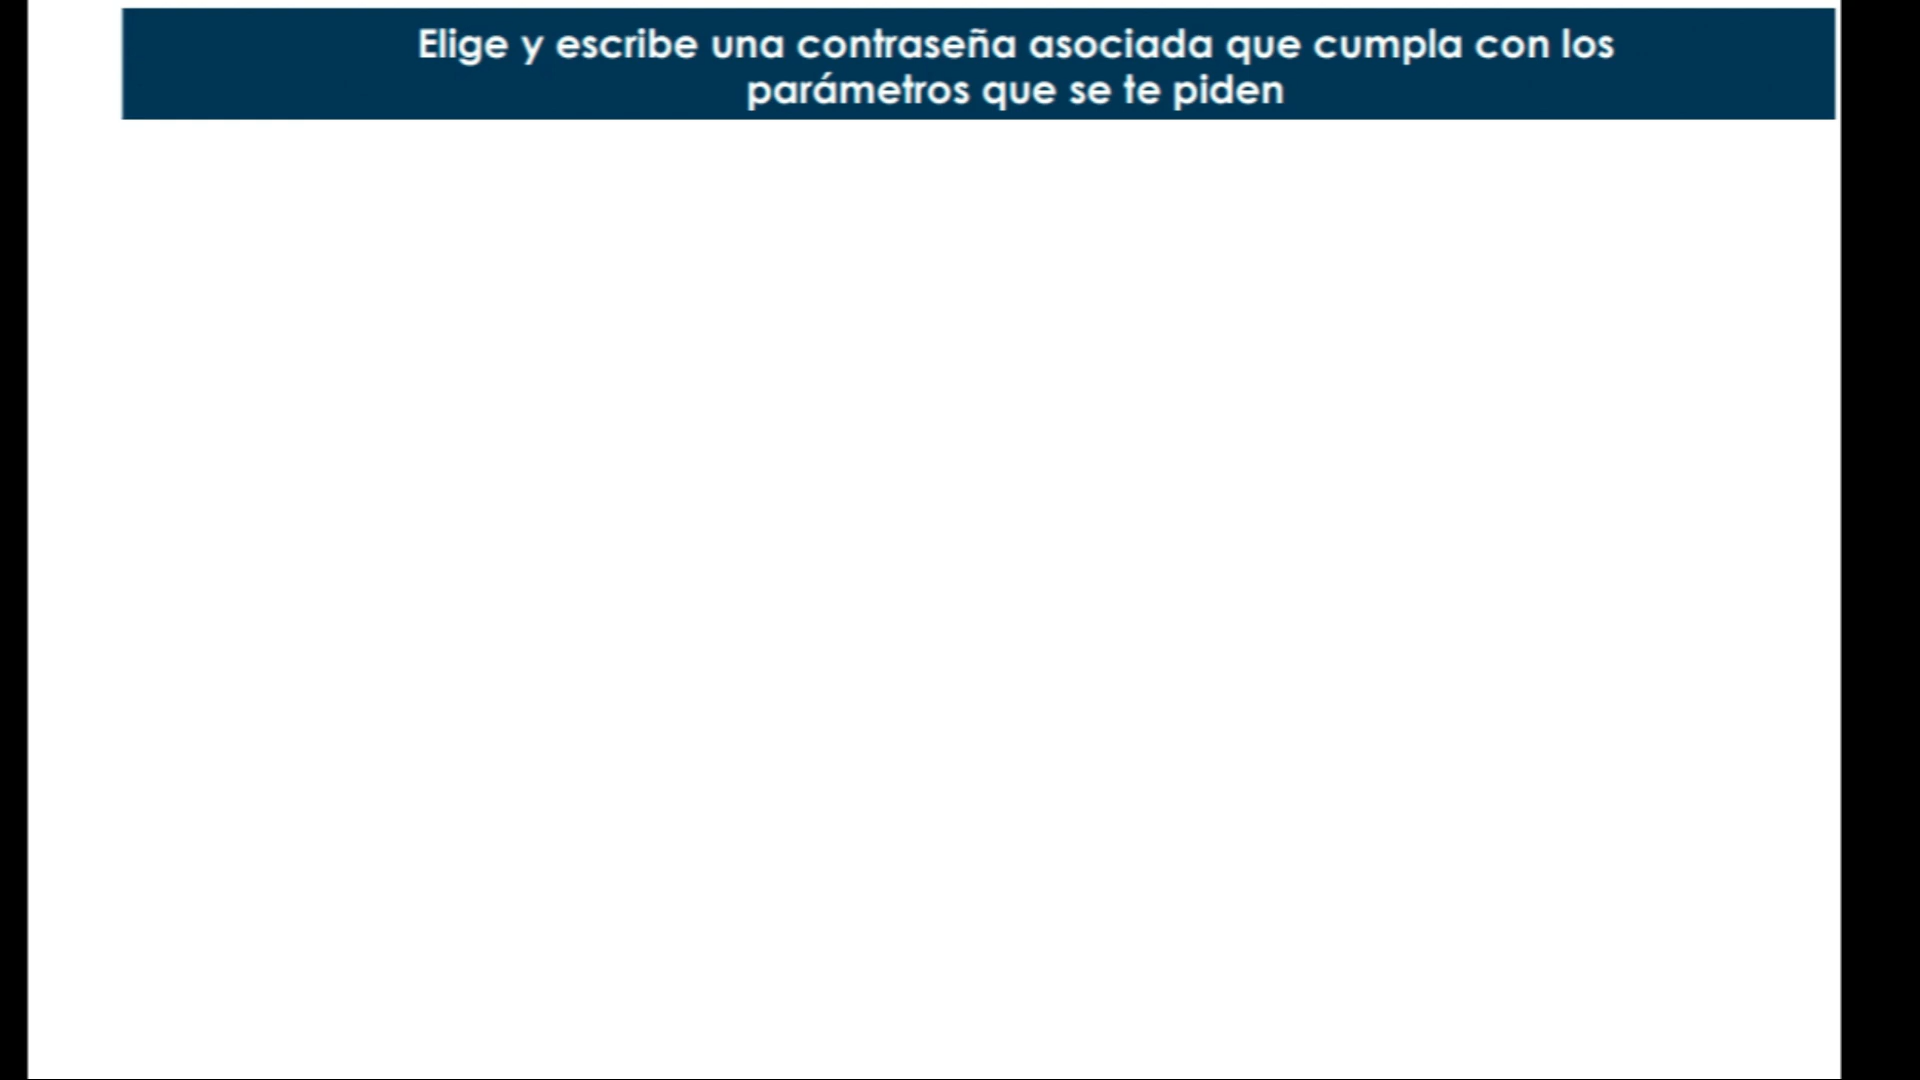 Elige y escribe una contraseña asociada que cumpla con los
parámetros que se te piden